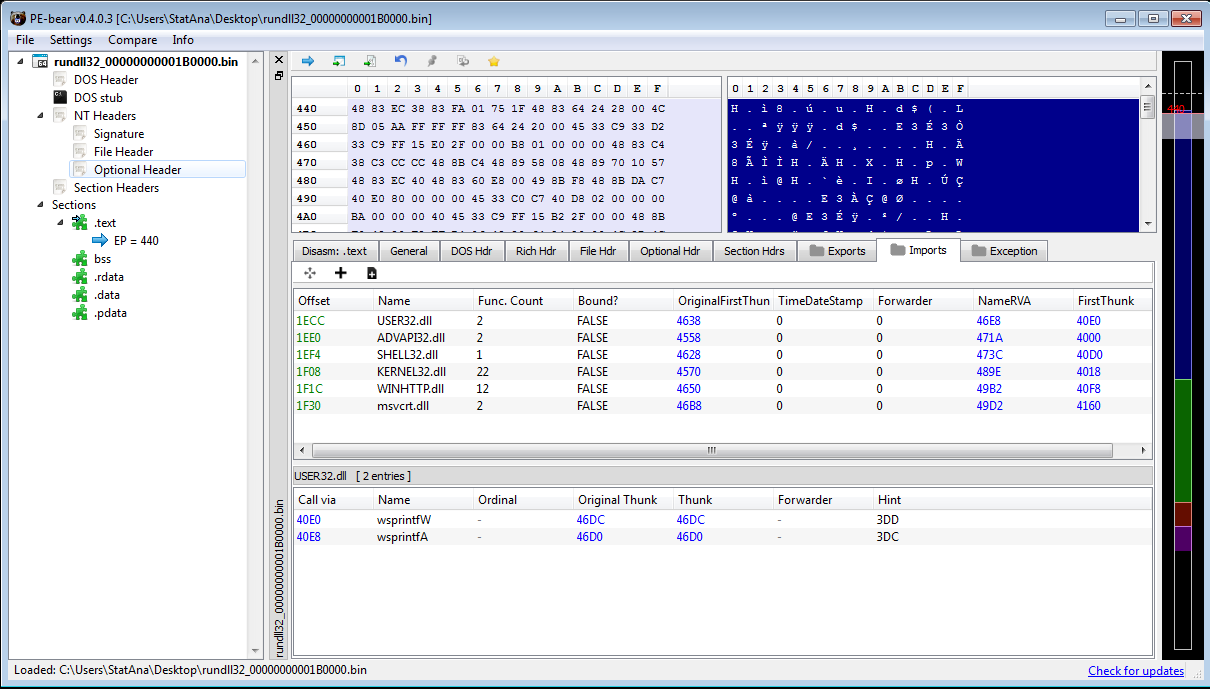 PE-bear v0.4.0.3 [C:\Users\StatAna\Desktop\rundll32_00000000001B0000.bin]
File Settings Compare Info
rundll32_00000000001B0000.bin
DOS Header
DOS stub
NT Headers
Signature
File Header
Optional Header
Section Headers
Sections
.text
EP = 440
bss
.rdata
.data
.pdata
rundll32_00000000001B0000.bin
0 1 2 3 4 5 6 7 8 9 A B C D E F
440 48 83 EC 38 83 FA 01 75 1F 48 83 64 24 28 00 4C
450 8D 05 AA FF FF FF 83 64 24 20 00 45 33 C9 33 D2
460 33 C9 FF 15 E0 2F 00 00 B8 01 00 00 00 48 83 C4
470 38 C3 CC CC 48 8B C4 48 89 58 08 48 89 70 10 57
480 48 83 EC 40 48 83 60 E8 00 49 8B F8 48 8B DA C7
490 40 E0 80 00 00 00 45 33 C0 C7 40 D8 02 00 00 00
4A0 BA 00 00 00 40 45 33 C9 FF 15 B2 2F 00 00 48 8B
0 1 2 3 4 5 6 7 8 9 A B C D E F
H . ì 8 . ú . u . H . d $ ( . L
. . ª ÿ ÿ ÿ . d $ . . E 3 É 3 Ò
3 É ÿ . à / . . ¸ . . . . H . Ä
8 Ã Ì Ì H . Ä H . X . H . p . W
H . ì @ H . ` è . I . ø H . Ú Ç
@ à . . . . E 3 À Ç @ Ø . . . .
º . . . @ E 3 É ÿ . ² / . . H .
440
Disasm: .text General DOS Hdr Rich Hdr File Hdr Optional Hdr Section Hdrs Exports Imports Exception
Offset Name Func. Count Bound? OriginalFirstThun TimeDateStamp Forwarder NameRVA FirstThunk
1ECC USER32.dll 2 FALSE 4638 0 0 46E8 40E0
1EE0 ADVAPI32.dll 2 FALSE 4558 0 0 471A 4000
1EF4 SHELL32.dll 1 FALSE 4628 0 0 473C 40D0
1F08 KERNEL32.dll 22 FALSE 4570 0 0 489E 4018
1F1C WINHTTP.dll 12 FALSE 4650 0 0 49B2 40F8
1F30 msvcrt.dll 2 FALSE 46B8 0 0 49D2 4160
USER32.dll [ 2 entries ]
Call via Name Ordinal Original Thunk Thunk Forwarder Hint
40E0 wsprintfW - 46DC 46DC - 3DD
40E8 wsprintfA - 46D0 46D0 - 3DC
Loaded: C:\Users\StatAna\Desktop\rundll32_00000000001B0000.bin
Check for updates